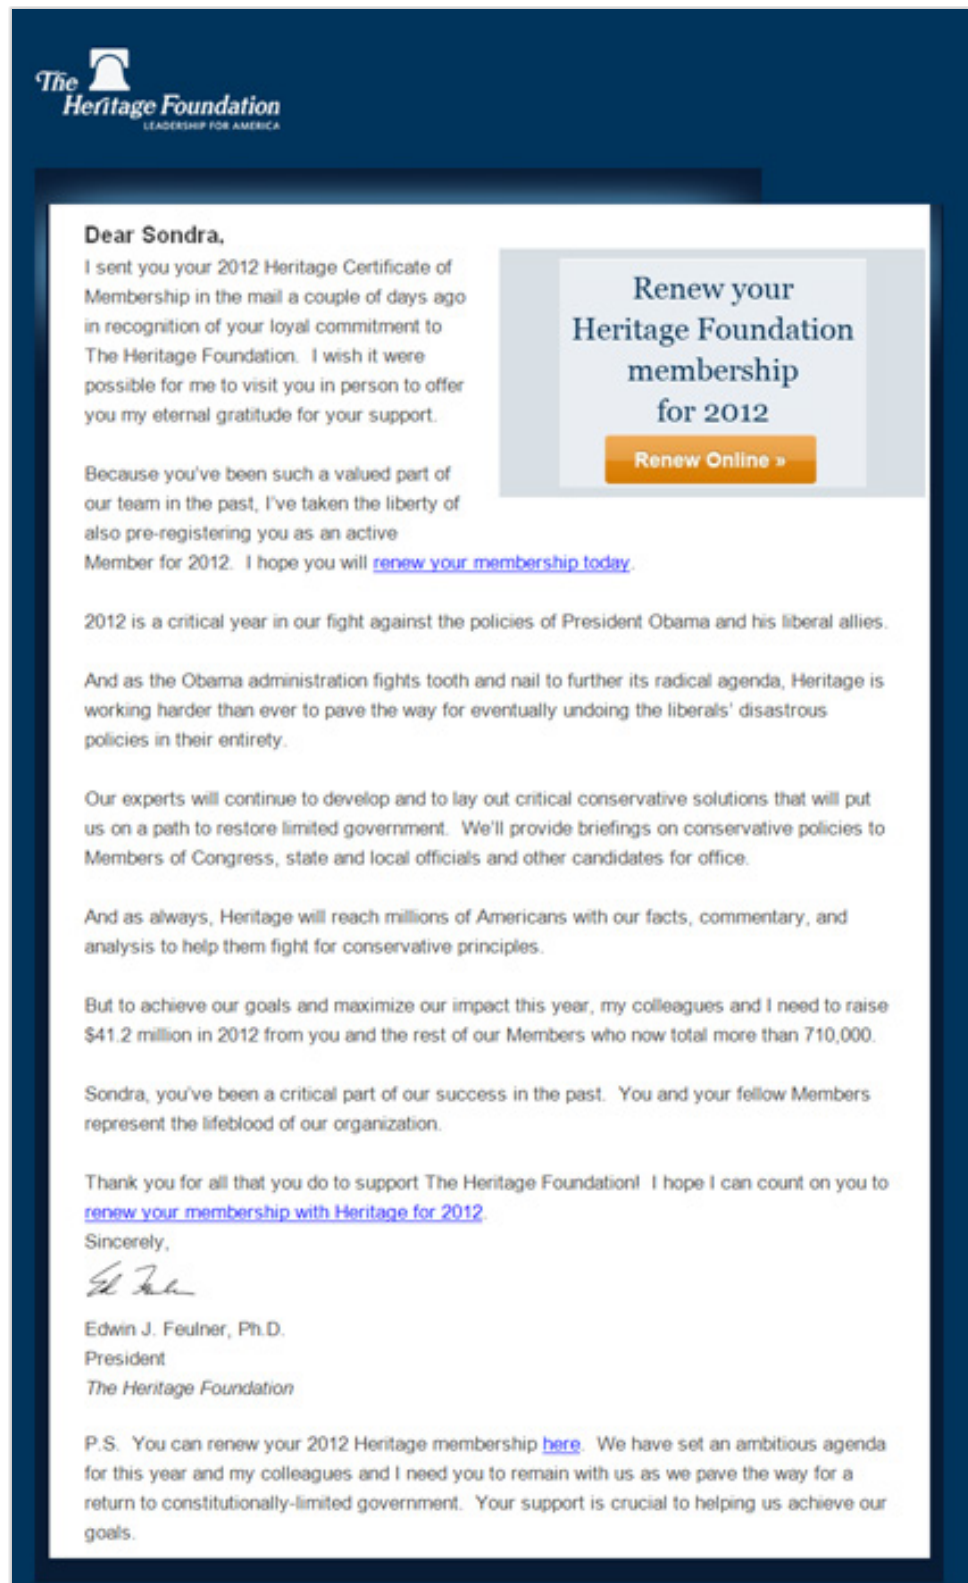 The
Heritage Foundation
LEADERSHIP FOR AMERICA
Dear Sondra,
I sent you your 2012 Heritage Certificate of
Membership in the mail a couple of days ago
in recognition of your loyal commitment to
The Heritage Foundation.  I wish it were
possible for me to visit you in person to offer
you my eternal gratitude for your support.
Renew your
Heritage Foundation
membership
for 2012
Renew Online »
Because you've been such a valued part of
our team in the past, I've taken the liberty of
also pre-registering you as an active
Member for 2012.  I hope you will renew your membership today.
2012 is a critical year in our fight against the policies of President Obama and his liberal allies.
And as the Obama administration fights tooth and nail to further its radical agenda, Heritage is
working harder than ever to pave the way for eventually undoing the liberals' disastrous
policies in their entirety.
Our experts will continue to develop and to lay out critical conservative solutions that will put
us on a path to restore limited government.  We'll provide briefings on conservative policies to
Members of Congress, state and local officials and other candidates for office.
And as always, Heritage will reach millions of Americans with our facts, commentary, and
analysis to help them fight for conservative principles.
But to achieve our goals and maximize our impact this year, my colleagues and I need to raise
$41.2 million in 2012 from you and the rest of our Members who now total more than 710,000.
Sondra, you've been a critical part of our success in the past.  You and your fellow Members
represent the lifeblood of our organization.
Thank you for all that you do to support The Heritage Foundation!  I hope I can count on you to
renew your membership with Heritage for 2012.
Sincerely,
Ed Feulner
Edwin J. Feulner, Ph.D.
President
The Heritage Foundation
P.S.  You can renew your 2012 Heritage membership here.  We have set an ambitious agenda
for this year and my colleagues and I need you to remain with us as we pave the way for a
return to constitutionally-limited government.  Your support is crucial to helping us achieve our
goals.